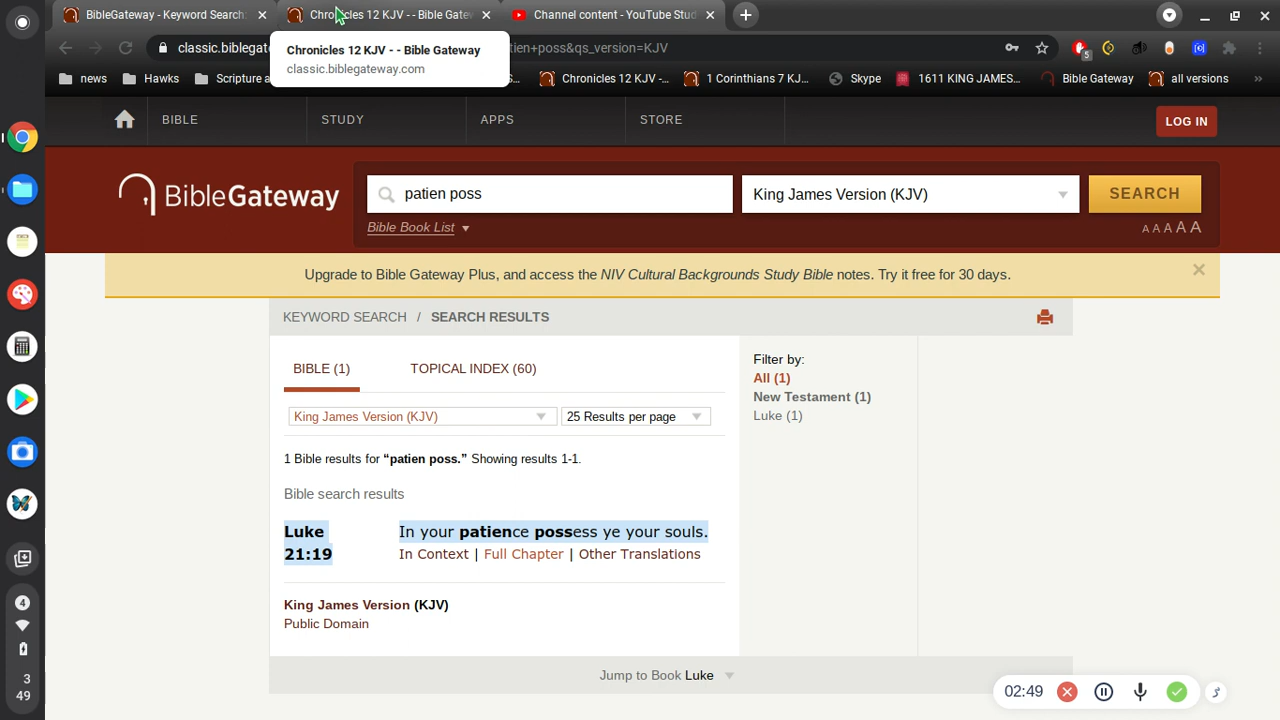 BibleGateway - Keyword Search:
Chronicles 12 KJV - - Bible Gatew
Channel content - YouTube Stud
classic.biblegate
tien+poss&qs_version=KJV
Chronicles 12 KJV - - Bible Gateway
classic.biblegateway.com
news
Hawks
Scripture a
S...
Chronicles 12 KJV -...
1 Corinthians 7 KJ...
Skype
1611 KING JAMES...
Bible Gateway
all versions
»
5
BIBLE
STUDY
APPS
STORE
LOG IN
BibleGateway
patien poss
King James Version (KJV)
SEARCH
Bible Book List
A A A A A
Upgrade to Bible Gateway Plus, and access the NIV Cultural Backgrounds Study Bible notes. Try it free for 30 days.
KEYWORD SEARCH / SEARCH RESULTS
BIBLE (1)
TOPICAL INDEX (60)
King James Version (KJV)
25 Results per page
1 Bible results for “patien poss.” Showing results 1-1.
Bible search results
Luke
21:19
In your patience possess ye your souls.
In Context | Full Chapter | Other Translations
King James Version (KJV)
Public Domain
Filter by:
All (1)
New Testament (1)
Luke (1)
Jump to Book Luke
4
3
49
02:49